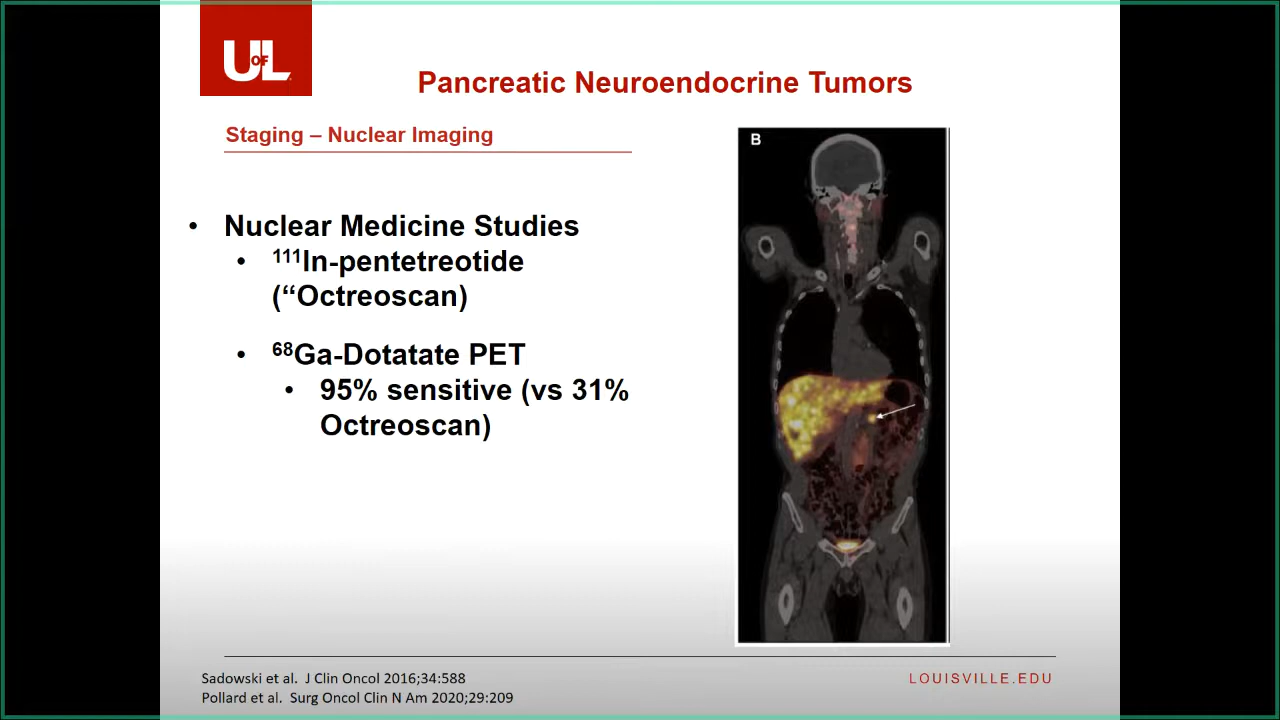 UOFL
Pancreatic Neuroendocrine Tumors
Staging – Nuclear Imaging
B
• Nuclear Medicine Studies
• ¹¹¹In-pentetreotide
(“Octreoscan)
• ⁶⁸Ga-Dotatate PET
• 95% sensitive (vs 31%
Octreoscan)
Sadowski et al. J Clin Oncol 2016;34:588
Pollard et al. Surg Oncol Clin N Am 2020;29:209
LOUISVILLE.EDU